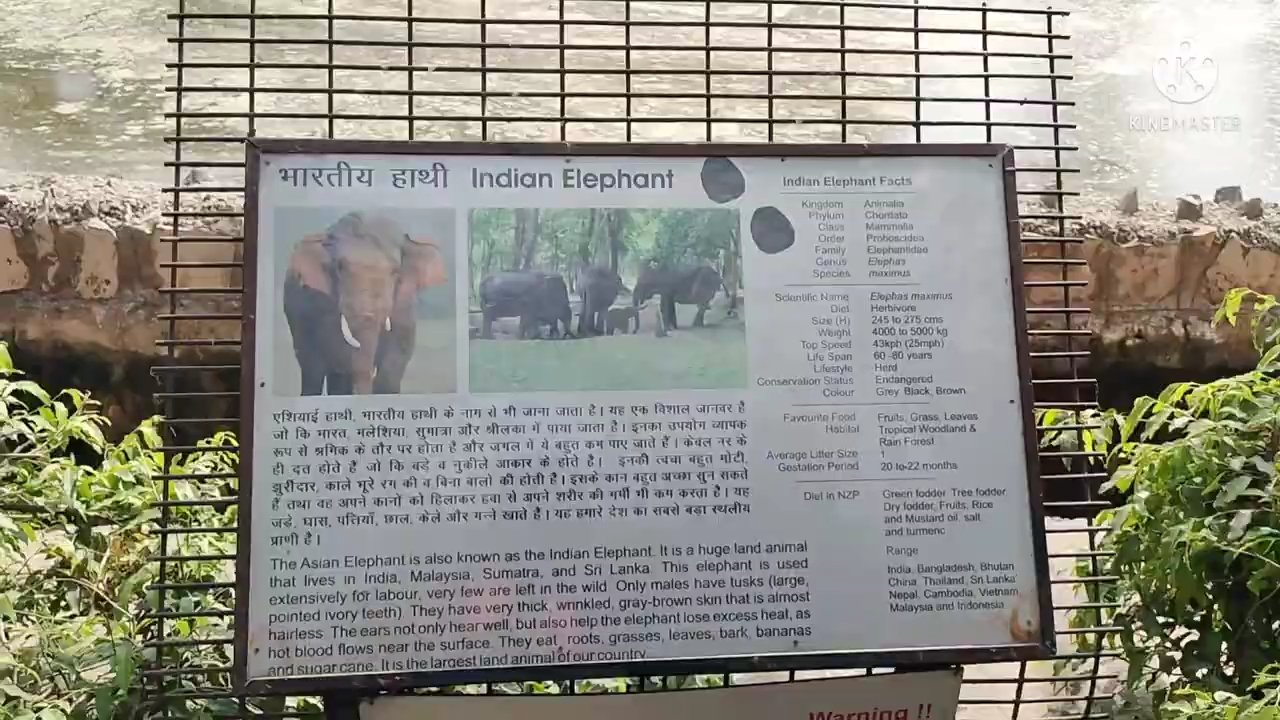 KINEMASTER
भारतीय हाथी Indian Elephant
एशियाई हाथी, भारतीय हाथी के नाम से भी जाना जाता है। यह एक विशाल जानवर है
जो कि भारत, मलेशिया, सुमात्रा और श्रीलंका में पाया जाता है। इनका उपयोग व्यापक
रूप से श्रमिक के तौर पर होता है और जंगल में ये बहुत कम पाए जाते हैं। केवल नर के
ही दांत होते हैं जो कि बड़े व नुकीले आकार के होते है। इनकी त्वचा बहुत मोटी,
झुर्रीदार, काले भूरे रंग की व बिना बालो की होती है। इसके कान बहुत अच्छा सुन सकते
हैं तथा वह अपने कानों को हिलाकर हवा से अपने शरीर की गर्मी भी कम करता है। यह
जड़े, घास, पत्तियाँ, छाल, केले और गन्ने खाते हैं। यह हमारे देश का सबसे बड़ा स्थलीय
प्राणी है।
The Asian Elephant is also known as the Indian Elephant. It is a huge land animal
that lives in India, Malaysia, Sumatra, and Sri Lanka. This elephant is used
extensively for labour, very few are left in the wild. Only males have tusks (large,
pointed ivory teeth). They have very thick, wrinkled, gray-brown skin that is almost
hairless. The ears not only hear well, but also help the elephant lose excess heat, as
hot blood flows near the surface. They eat roots, grasses, leaves, bark, bananas
and sugar cane. It is the largest land animal of our country.
Indian Elephant Facts
Kingdom Animalia
Phylum Chordata
Class Mammalia
Order Proboscidea
Family Elephantidae
Genus Elephas
Species maximus
Scientific Name Elephas maximus
Diet Herbivore
Size (H) 245 to 275 cms
Weight 4000 to 5000 kg
Top Speed 43kph (25mph)
Life Span 60 -80 years
Lifestyle Herd
Conservation Status Endangered
Colour Grey, Black, Brown
Favourite Food Fruits, Grass, Leaves
Habitat Tropical Woodland &
Rain Forest
Average Litter Size 1
Gestation Period 20 to-22 months
Diet in NZP Green fodder, Tree fodder
Dry fodder, Fruits, Rice
and Mustard oil, salt
and turmeric
Range
India, Bangladesh, Bhutan
China, Thailand, Sri Lanka
Nepal, Cambodia, Vietnam
Malaysia and Indonesia
Warning !!